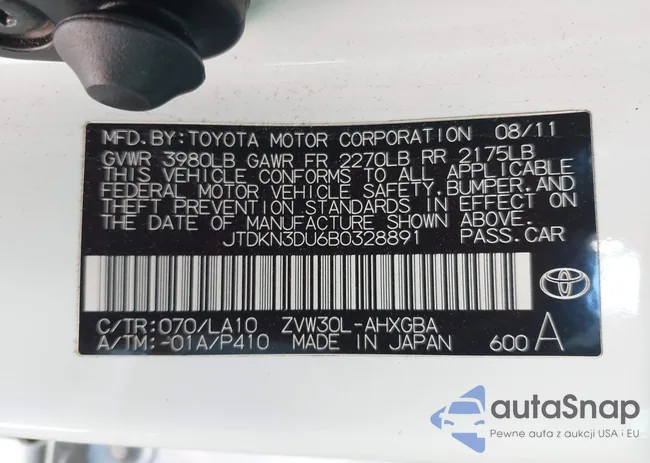 MFD.BY:TOYOTA MOTOR CORPORATION 08/11
GVWR 3980LB GAWR FR 2270LB RR 2175LB
THIS VEHICLE CONFORMS TO ALL APPLICABLE
FEDERAL MOTOR VEHICLE SAFETY,BUMPER,AND
THEFT PREVENTION STANDARDS IN EFFECT ON
THE DATE OF MANUFACTURE SHOWN ABOVE.
JTDKN3DU6B0328891 PASS.CAR
C/TR:070/LA10 ZVW30L-AHXGBA
A/TM:-01A/P410 MADE IN JAPAN 600 A
autaSnap
Pewne auta z aukcji USA i EU